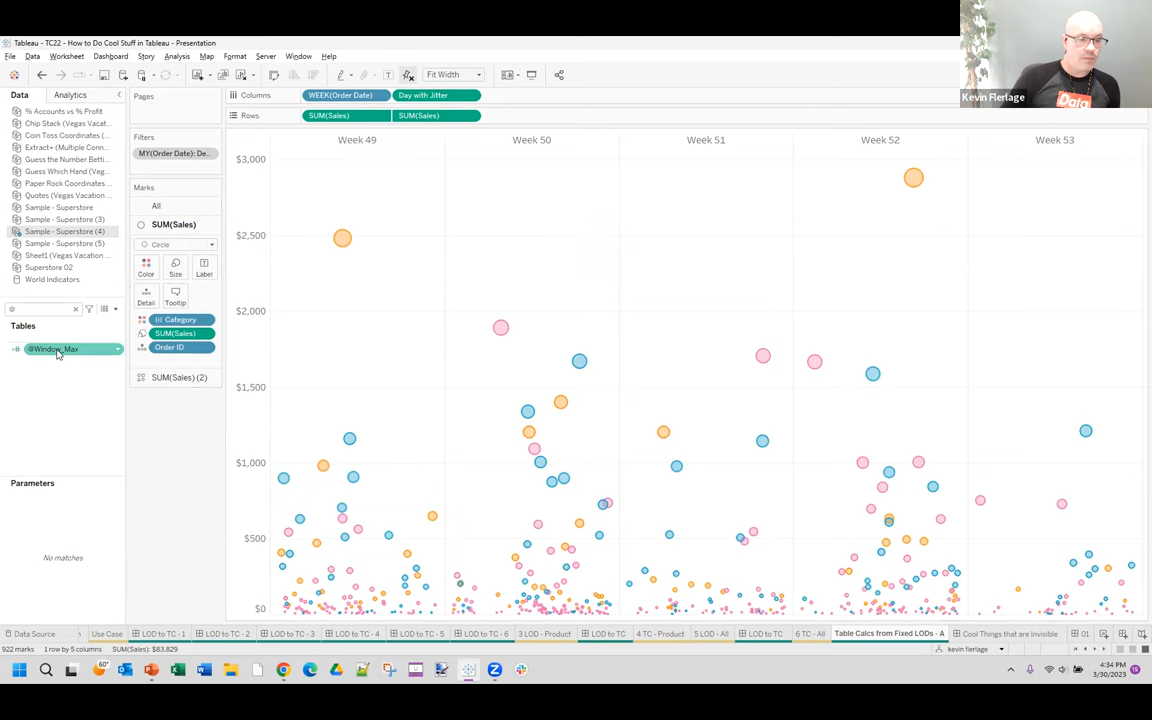 Tableau - TC22 - How to Do Cool Stuff in Tableau - Presentation
File Data Worksheet Dashboard Story Analysis Map Format Server Window Help
Fit Width
Kevin Flerlage
Data
Data Analytics
% Accounts vs % Profit
Chip Stack (Vegas Vacat...
Coin Toss Coordinates (...
Extract+ (Multiple Conn...
Guess the Number Betti...
Guess Which Hand (Veg...
Paper Rock Coordinates ...
Quotes (Vegas Vacation ...
Sample - Superstore
Sample - Superstore (3)
Sample - Superstore (4)
Sample - Superstore (5)
Sheet1 (Vegas Vacation ...
Superstore 02
World Indicators
@
Tables
@Window_Max
Parameters
No matches
Pages
Filters
MY(Order Date): De...
Marks
All
SUM(Sales)
Circle
Color Size Label
Detail Tooltip
Category
SUM(Sales)
Order ID
SUM(Sales) (2)
Columns WEEK(Order Date) Day with Jitter
Rows SUM(Sales) SUM(Sales)
Week 49 Week 50 Week 51 Week 52 Week 53
$3,000
$2,500
$2,000
$1,500
$1,000
$500
$0
Data Source Use Case LOD to TC - 1 LOD to TC - 2 LOD to TC - 3 LOD to TC - 4 LOD to TC - 5 LOD to TC - 6 3 LOD - Product LOD to TC 4 TC - Product 5 LOD - All LOD to TC 6 TC - All Table Calcs from Fixed LODs - A Cool Things that are Invisible 01
922 marks 1 row by 5 columns SUM(Sales): $83,829 kevin flerlage
60°
4:34 PM
3/30/2023
15